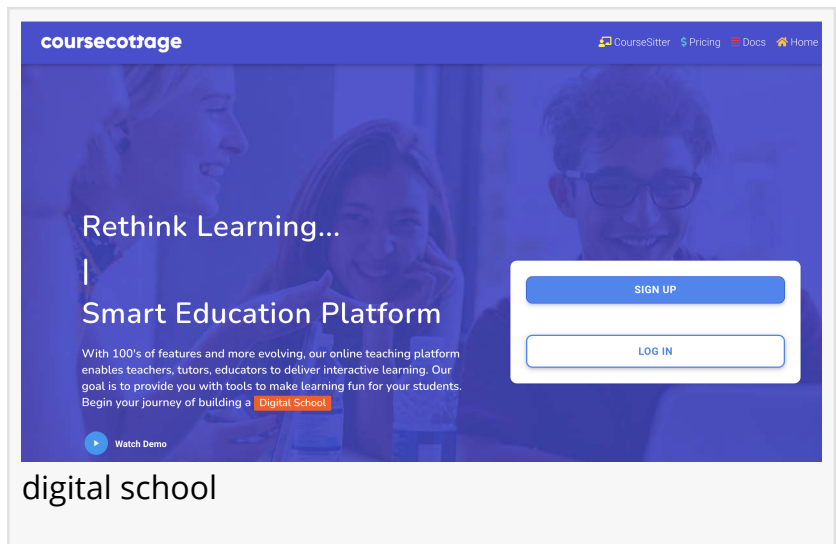 coursecottage
CourseSitter $ Pricing Docs Home
Rethink Learning...
|
Smart Education Platform
With 100's of features and more evolving, our online teaching platform
enables teachers, tutors, educators to deliver interactive learning. Our
goal is to provide you with tools to make learning fun for your students.
Begin your journey of building a Digital School
Watch Demo
SIGN UP
LOG IN
digital school